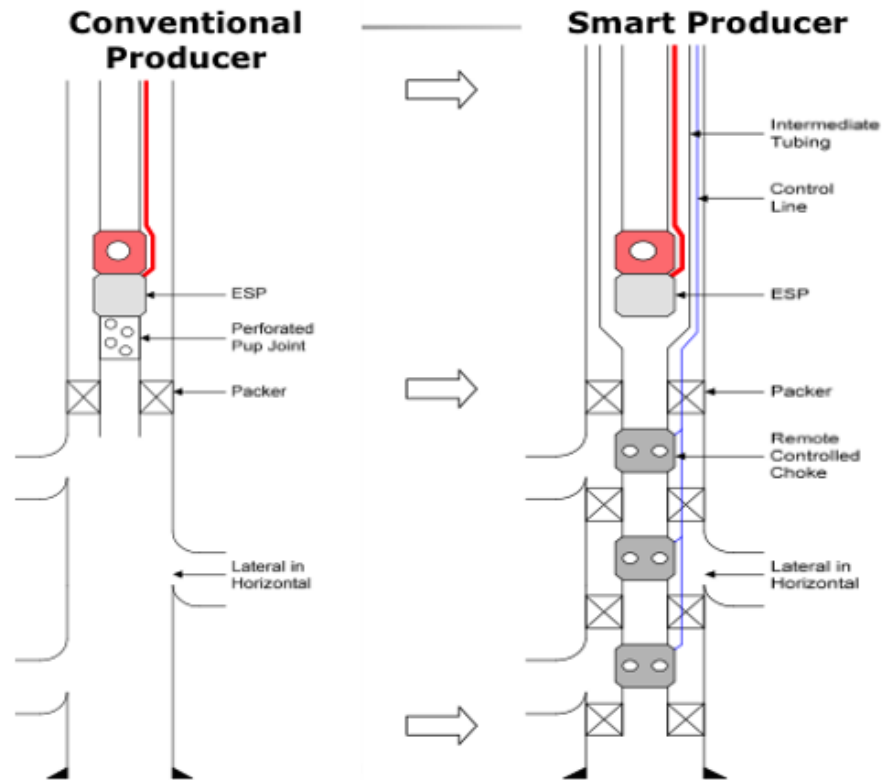 Conventional
Producer
Smart Producer
ESP
Perforated
Pup Joint
Packer
Lateral in
Horizontal
Intermediate
Tubing
Control
Line
ESP
Packer
Remote
Controlled
Choke
Lateral in
Horizontal